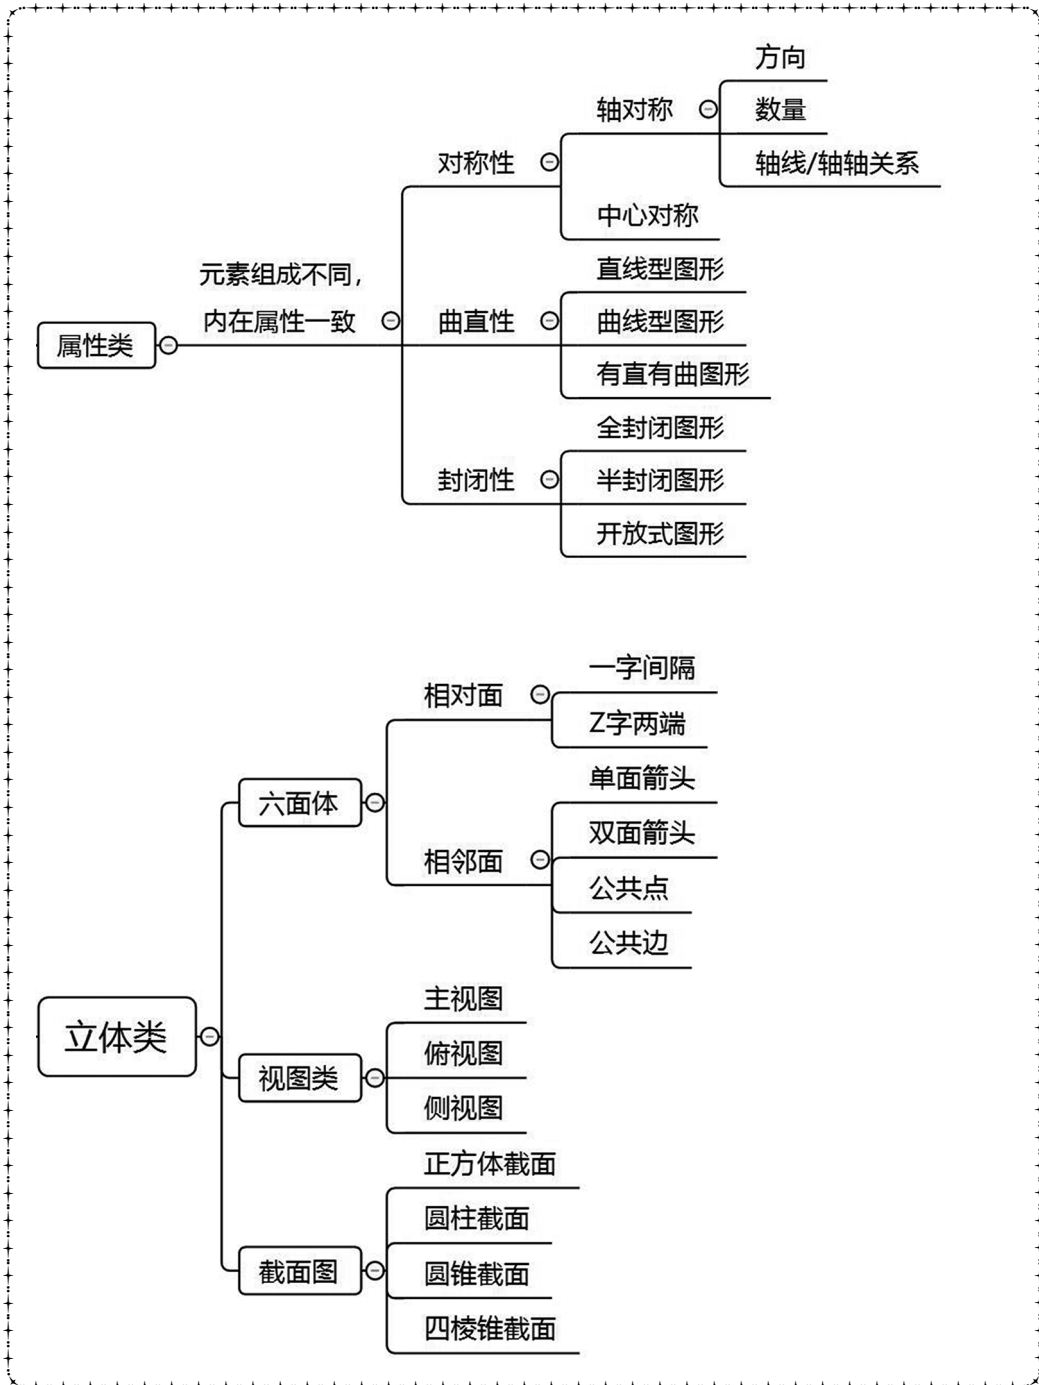 属性类
元素组成不同，
内在属性一致
对称性
轴对称
方向
数量
轴线/轴轴关系
中心对称
曲直性
直线型图形
曲线型图形
有直有曲图形
封闭性
全封闭图形
半封闭图形
开放式图形
立体类
六面体
相对面
一字间隔
Z字两端
相邻面
单面箭头
双面箭头
公共点
公共边
视图类
主视图
俯视图
侧视图
截面图
正方体截面
圆柱截面
圆锥截面
四棱锥截面